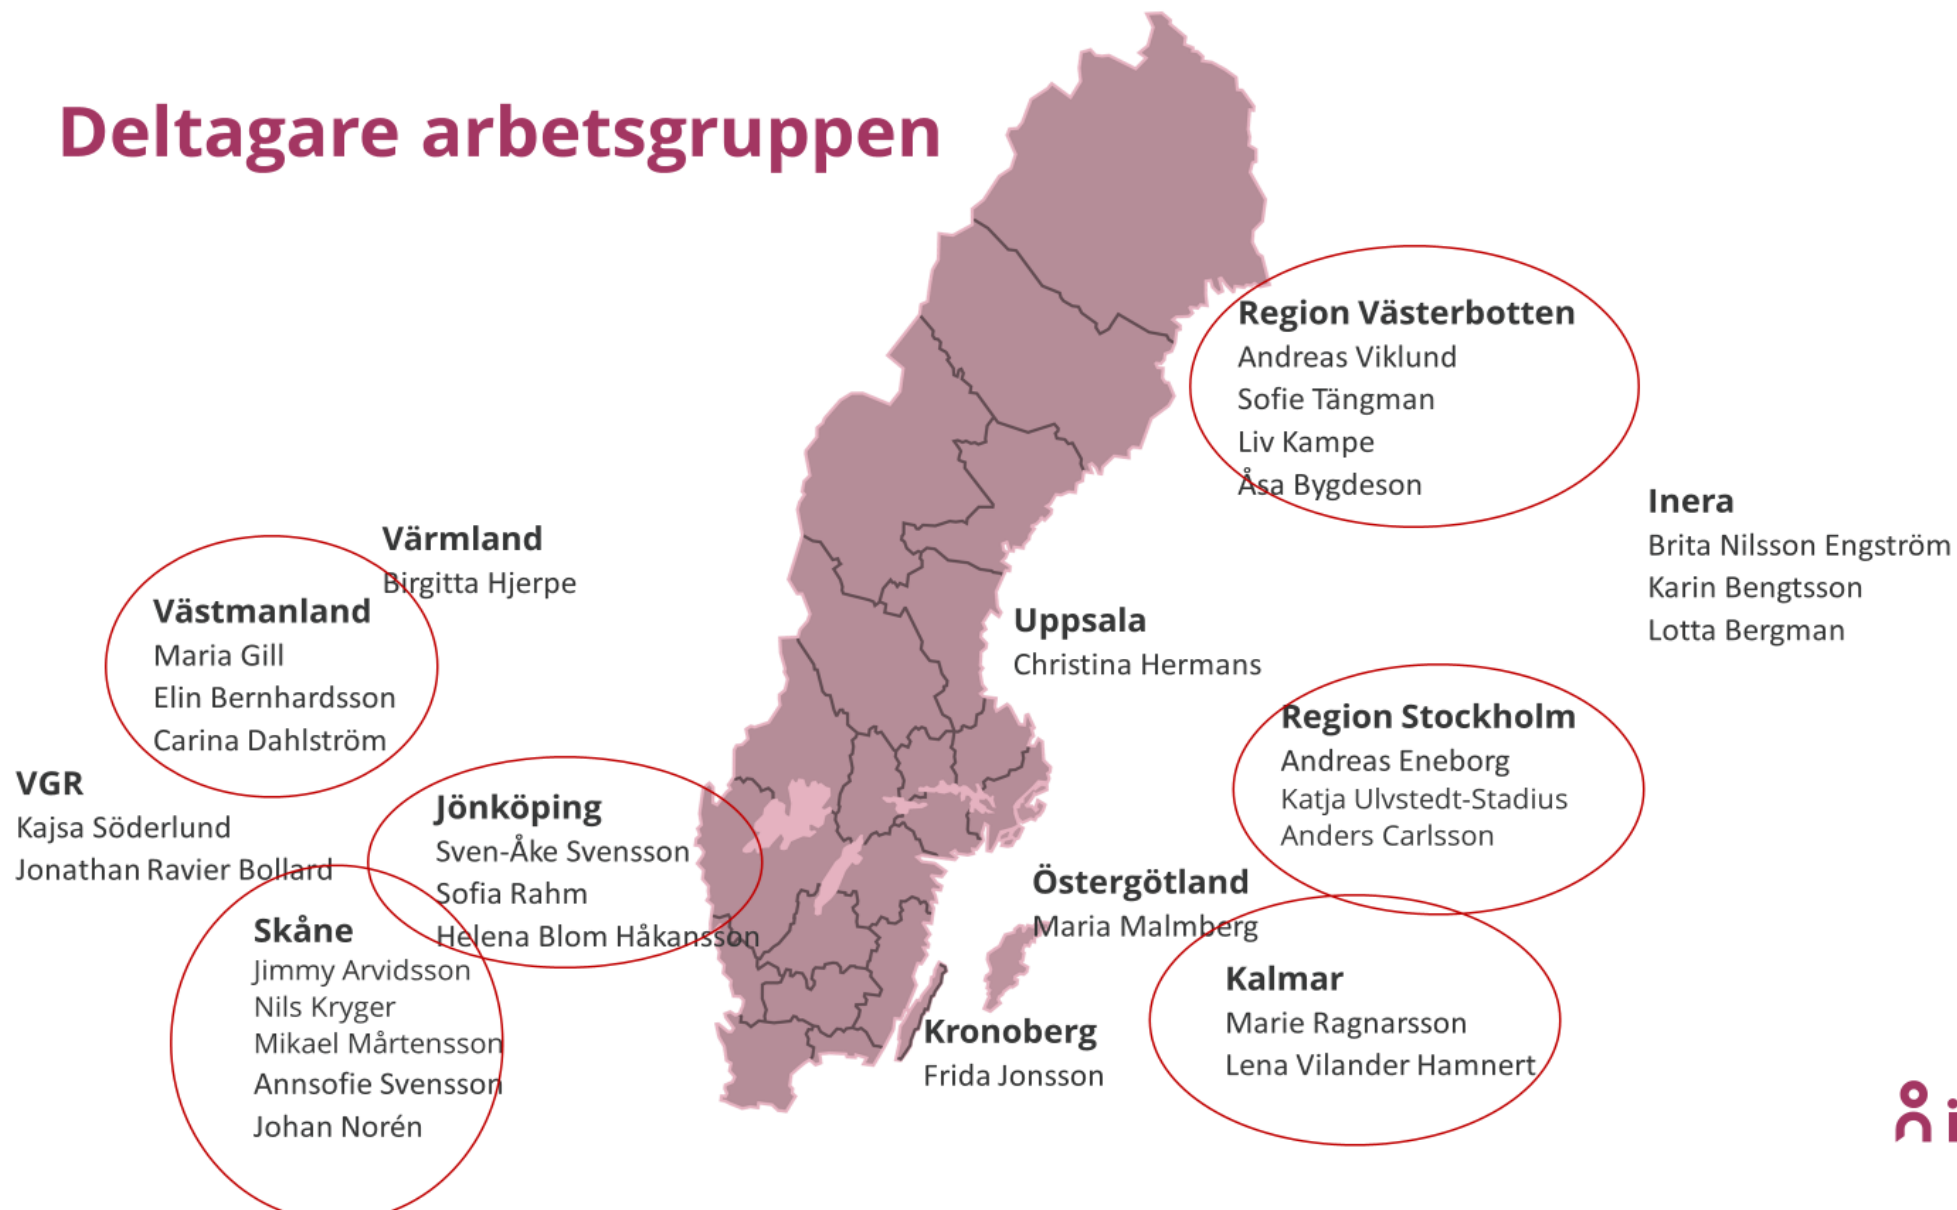 Deltagare arbetsgruppen
Region Västerbotten
Andreas Viklund
Sofie Tängman
Liv Kampe
Åsa Bygdeson
Inera
Brita Nilsson Engström
Karin Bengtsson
Lotta Bergman
Värmland
Birgitta Hjerpe
Västmanland
Maria Gill
Elin Bernhardsson
Carina Dahlström
Uppsala
Christina Hermans
Region Stockholm
Andreas Eneborg
Katja Ulvstedt-Stadius
Anders Carlsson
VGR
Kajsa Söderlund
Jonathan Ravier Bollard
Jönköping
Sven-Åke Svensson
Sofia Rahm
Helena Blom Håkansson
Östergötland
Maria Malmberg
Skåne
Jimmy Arvidsson
Nils Kryger
Mikael Mårtensson
Annsofie Svensson
Johan Norén
Kalmar
Marie Ragnarsson
Lena Vilander Hamnert
Kronoberg
Frida Jonsson